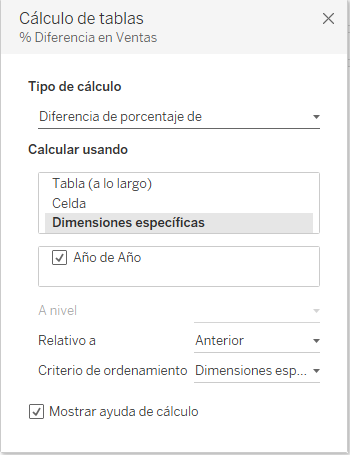 Cálculo de tablas
% Diferencia en Ventas
Tipo de cálculo
Diferencia de porcentaje de
Calcular usando
Tabla (a lo largo)
Celda
Dimensiones específicas
Año de Año
A nivel
Relativo a Anterior
Criterio de ordenamiento Dimensiones esp...
Mostrar ayuda de cálculo